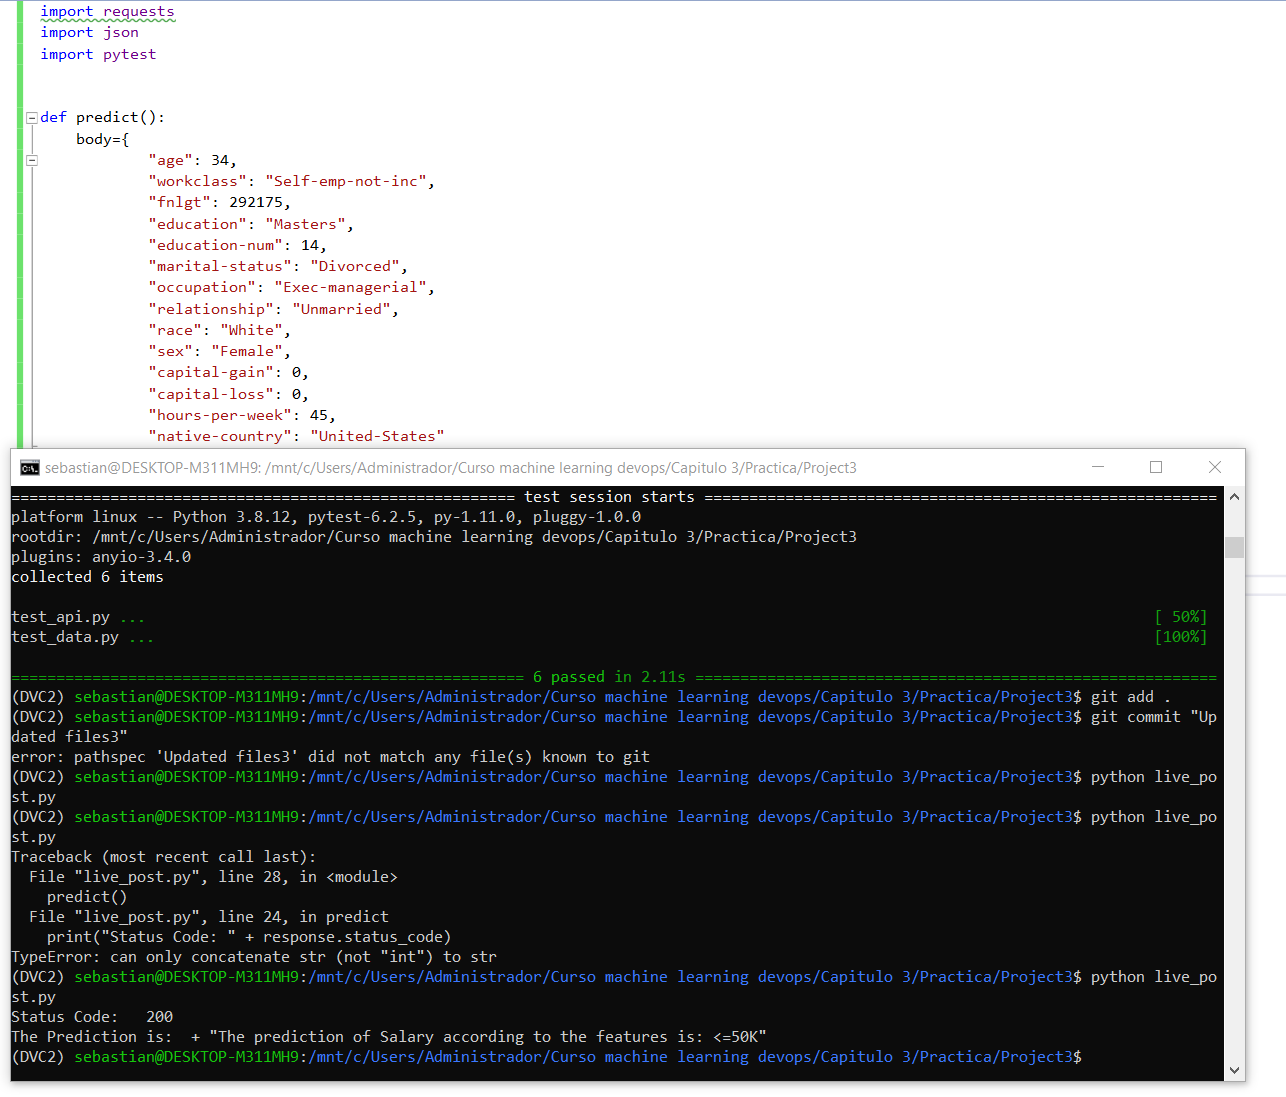 import requests
import json
import pytest
def predict():
body={
"age": 34,
"workclass": "Self-emp-not-inc",
"fnlgt": 292175,
"education": "Masters",
"education-num": 14,
"marital-status": "Divorced",
"occupation": "Exec-managerial",
"relationship": "Unmarried",
"race": "White",
"sex": "Female",
"capital-gain": 0,
"capital-loss": 0,
"hours-per-week": 45,
"native-country": "United-States"
sebastian@DESKTOP-M311MH9: /mnt/c/Users/Administrador/Curso machine learning devops/Capitulo 3/Practica/Project3
======================================================== test session starts =========================================================
platform linux -- Python 3.8.12, pytest-6.2.5, py-1.11.0, pluggy-1.0.0
rootdir: /mnt/c/Users/Administrador/Curso machine learning devops/Capitulo 3/Practica/Project3
plugins: anyio-3.4.0
collected 6 items
test_api.py ... [ 50%]
test_data.py ... [100%]
========================================================= 6 passed in 2.11s ==========================================================
(DVC2) sebastian@DESKTOP-M311MH9:/mnt/c/Users/Administrador/Curso machine learning devops/Capitulo 3/Practica/Project3$ git add .
(DVC2) sebastian@DESKTOP-M311MH9:/mnt/c/Users/Administrador/Curso machine learning devops/Capitulo 3/Practica/Project3$ git commit "Up
dated files3"
error: pathspec 'Updated files3' did not match any file(s) known to git
(DVC2) sebastian@DESKTOP-M311MH9:/mnt/c/Users/Administrador/Curso machine learning devops/Capitulo 3/Practica/Project3$ python live_po
st.py
(DVC2) sebastian@DESKTOP-M311MH9:/mnt/c/Users/Administrador/Curso machine learning devops/Capitulo 3/Practica/Project3$ python live_po
st.py
Traceback (most recent call last):
File "live_post.py", line 28, in <module>
predict()
File "live_post.py", line 24, in predict
print("Status Code: " + response.status_code)
TypeError: can only concatenate str (not "int") to str
(DVC2) sebastian@DESKTOP-M311MH9:/mnt/c/Users/Administrador/Curso machine learning devops/Capitulo 3/Practica/Project3$ python live_po
st.py
Status Code:   200
The Prediction is:  + "The prediction of Salary according to the features is: <=50K"
(DVC2) sebastian@DESKTOP-M311MH9:/mnt/c/Users/Administrador/Curso machine learning devops/Capitulo 3/Practica/Project3$